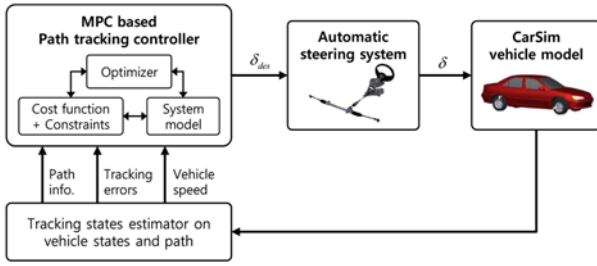 MPC based
Path tracking controller
Optimizer
Cost function
+ Constraints
System
model
δdes
Automatic
steering system
δ
CarSim
vehicle model
Path
info.
Tracking
errors
Vehicle
speed
Tracking states estimator on
vehicle states and path